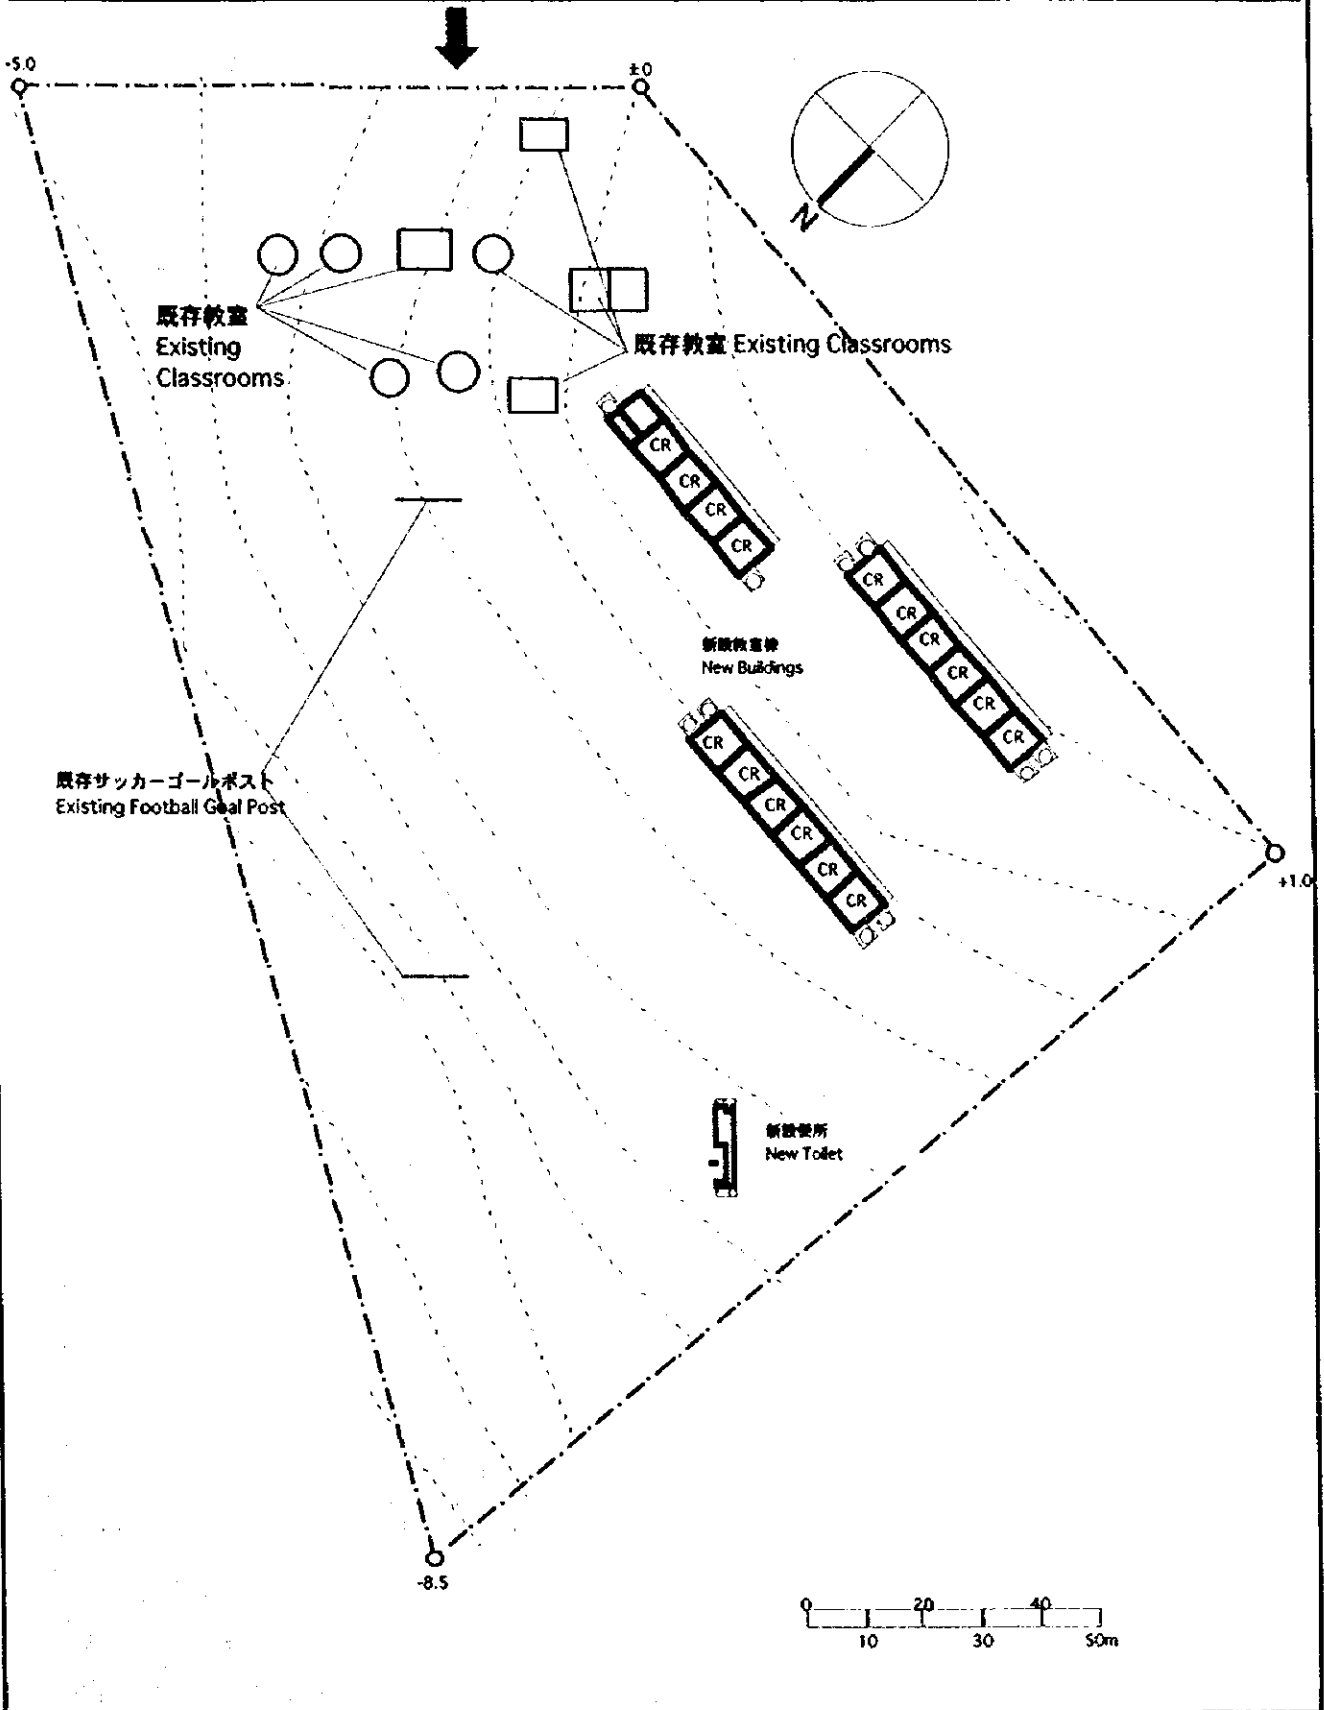 -5.0
±0
N
既存教室
Existing
Classrooms
既存教室 Existing Classrooms
CR
CR
CR
CR
CR
CR
CR
CR
CR
CR
新設教室棟
New Buildings
CR
CR
CR
CR
CR
CR
既存サッカーゴールポスト
Existing Football Goal Post
+1.0
新設便所
New Toilet
-8.5
0 20 40
10 30 50m